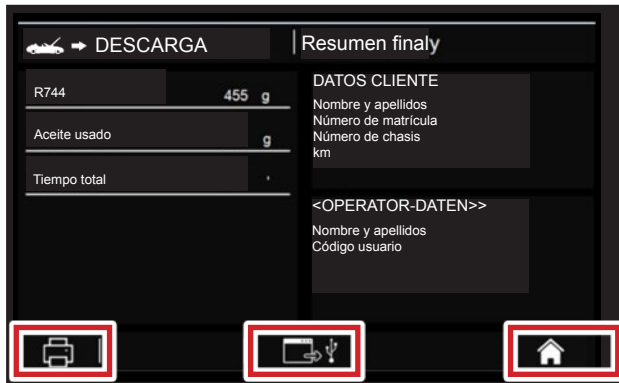 DESCARGA
Resumen finaly
R744 455 g
Aceite usado g
Tiempo total '
DATOS CLIENTE
Nombre y apellidos
Número de matrícula
Número de chasis
km
<OPERATOR-DATEN>>
Nombre y apellidos
Código usuario